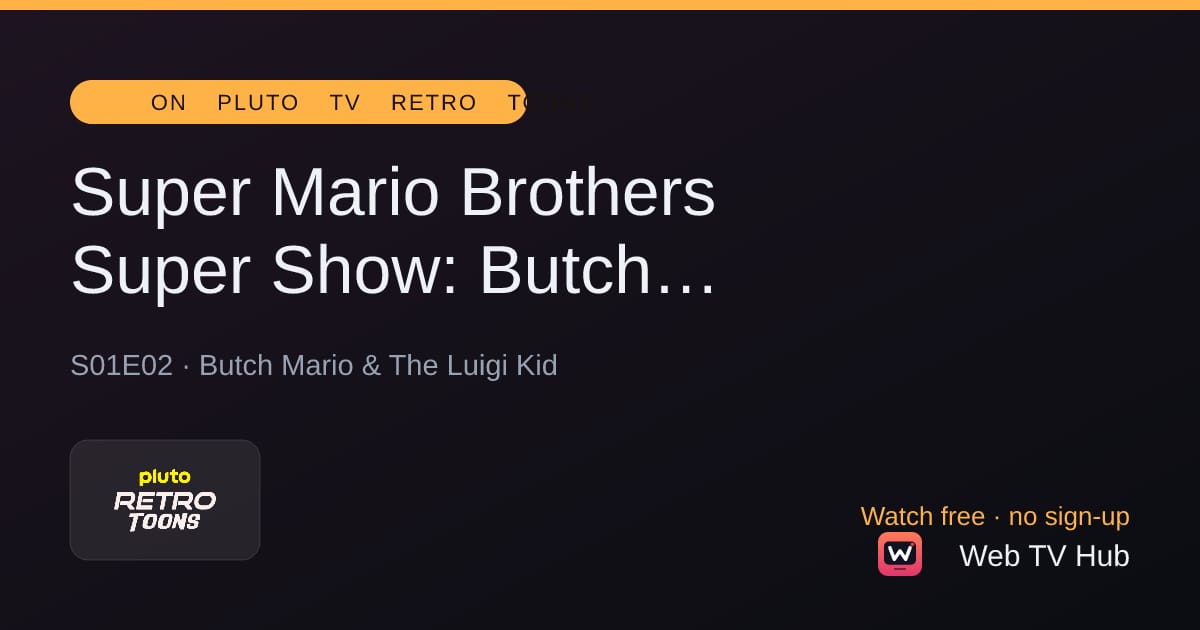 ON PLUTO TV RETRO TOONS
Super Mario Brothers
Super Show: Butch…
S01E02 · Butch Mario & The Luigi Kid
pluto
RETRO
TOONS
Watch free · no sign-up
W
Web TV Hub